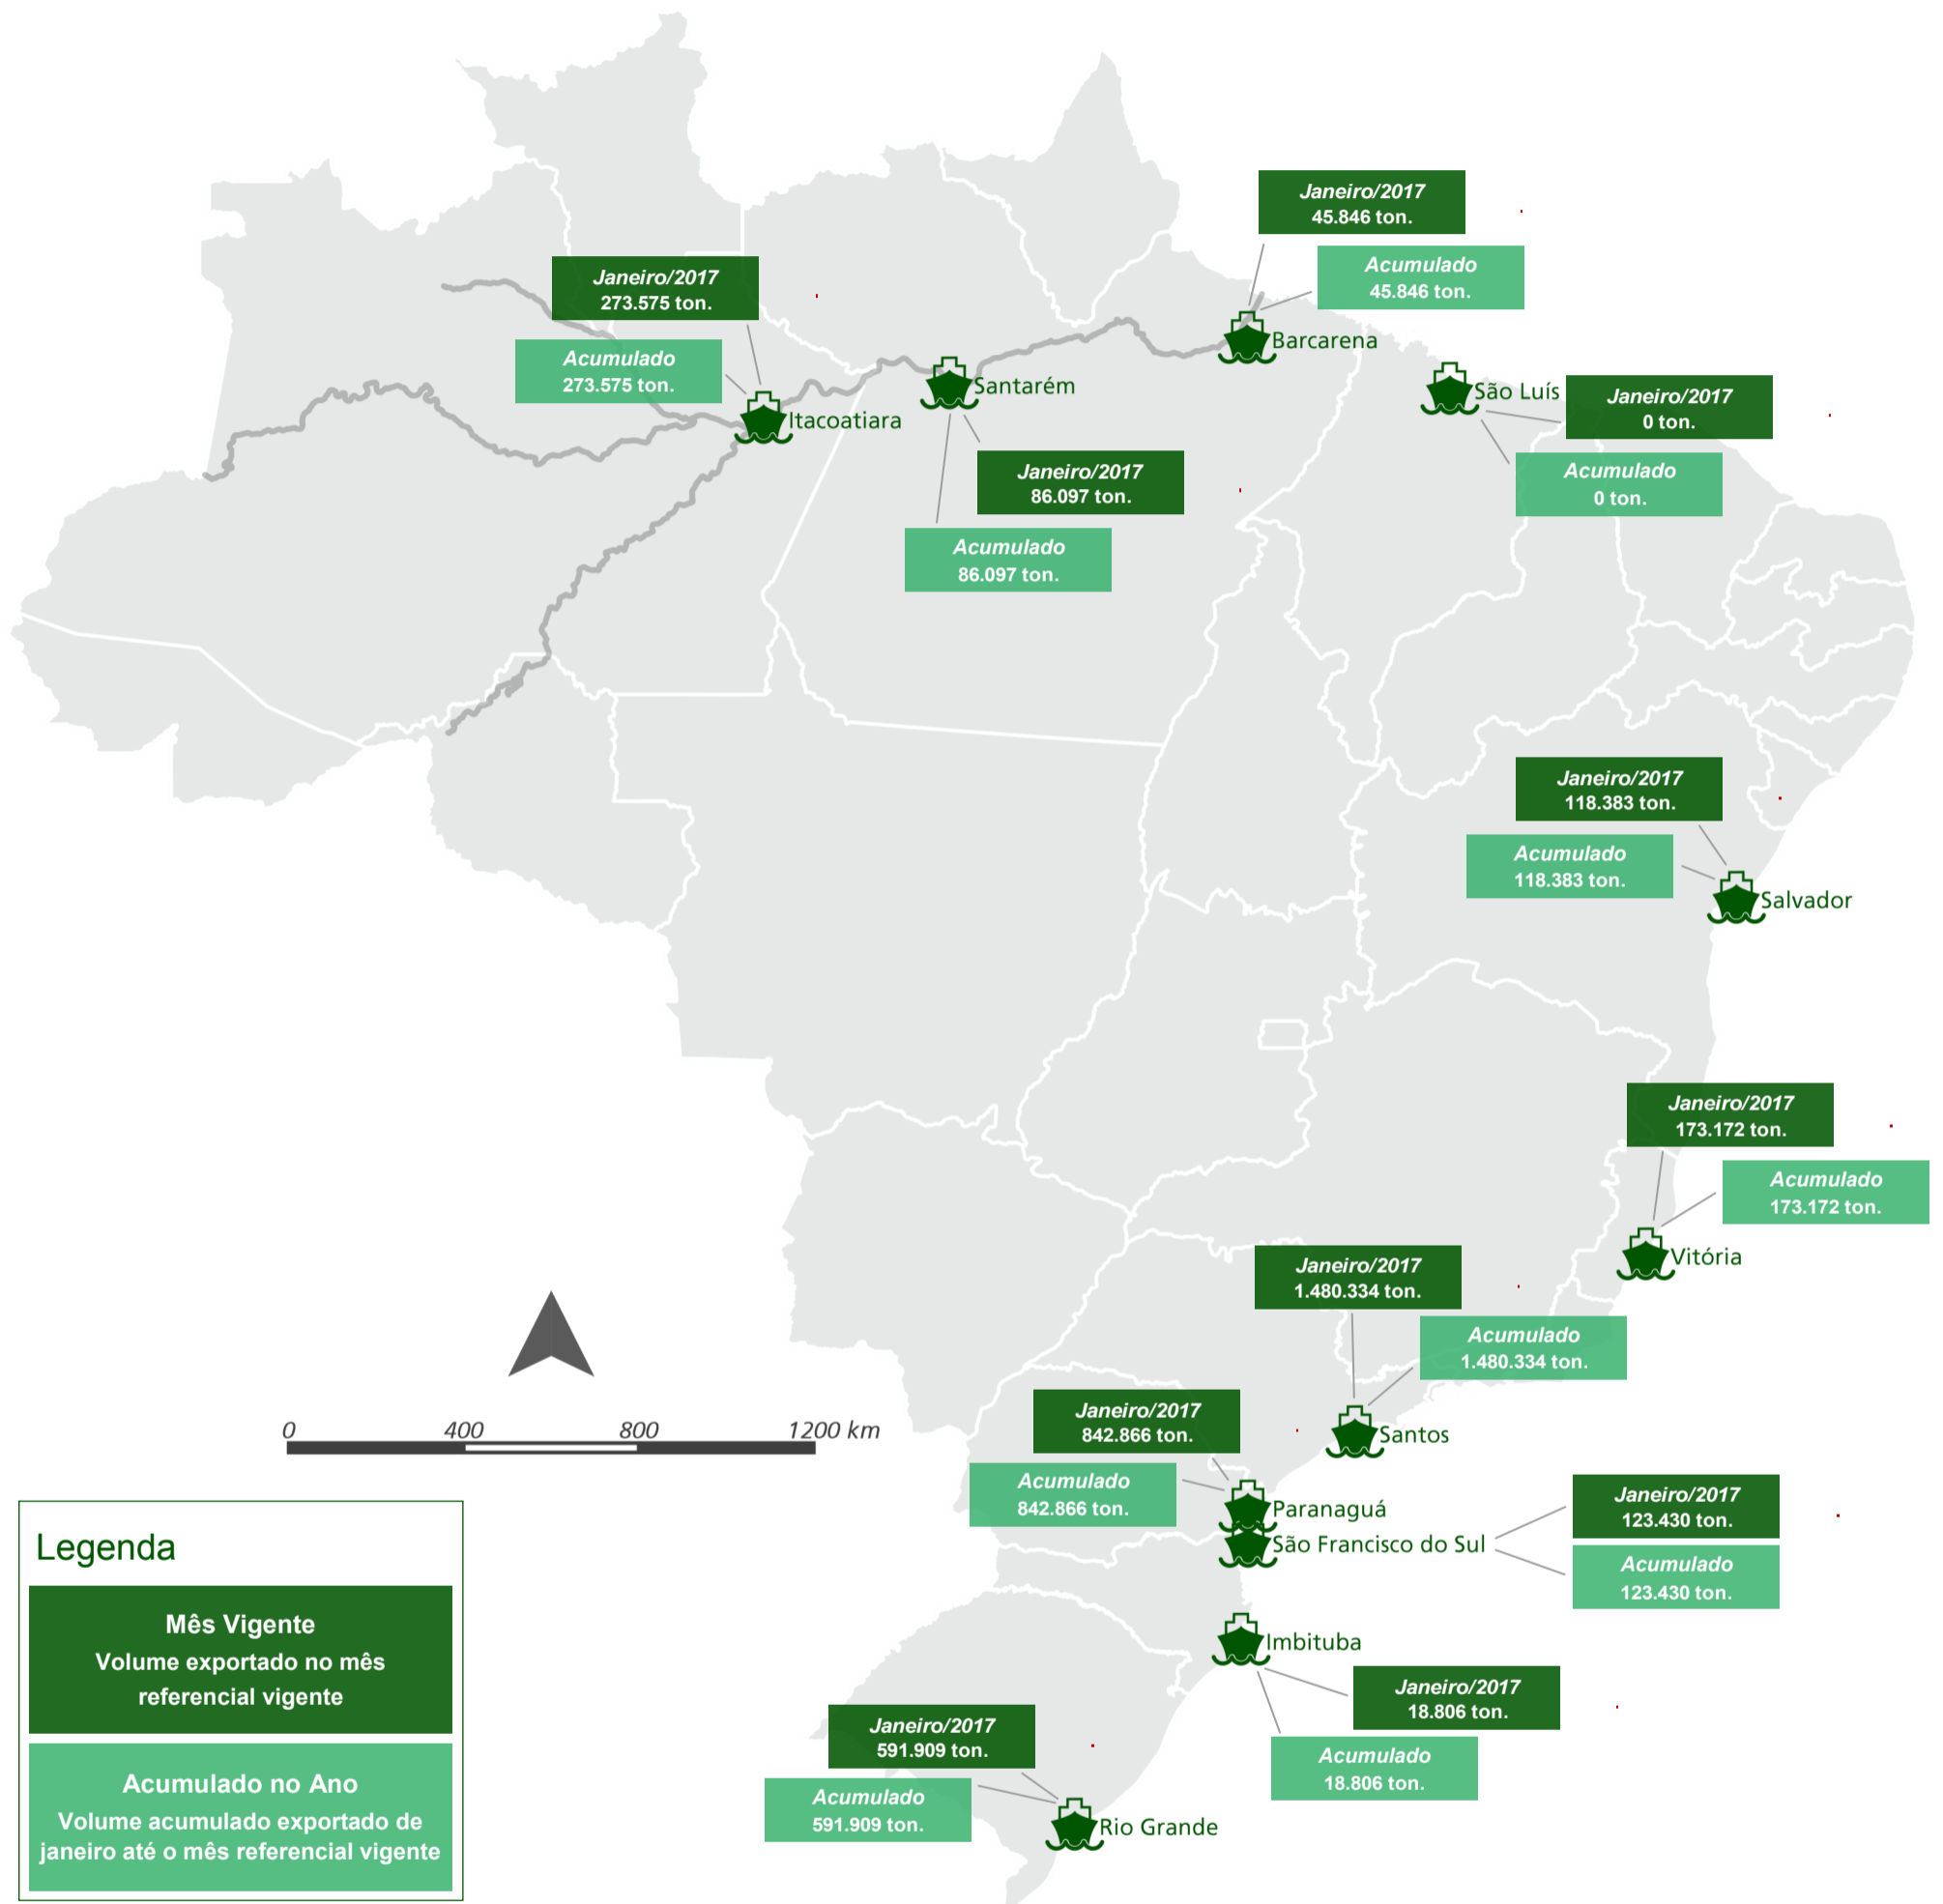 Janeiro/2017
45.846 ton.
Acumulado
45.846 ton.
Barcarena
Janeiro/2017
273.575 ton.
Acumulado
273.575 ton.
Itacoatiara
Santarém
Janeiro/2017
86.097 ton.
Acumulado
86.097 ton.
São Luís
Janeiro/2017
0 ton.
Acumulado
0 ton.
Janeiro/2017
118.383 ton.
Acumulado
118.383 ton.
Salvador
Janeiro/2017
173.172 ton.
Acumulado
173.172 ton.
Vitória
Janeiro/2017
1.480.334 ton.
Acumulado
1.480.334 ton.
Santos
Janeiro/2017
842.866 ton.
Acumulado
842.866 ton.
Paranaguá
São Francisco do Sul
Janeiro/2017
123.430 ton.
Acumulado
123.430 ton.
Imbituba
Janeiro/2017
18.806 ton.
Acumulado
18.806 ton.
Janeiro/2017
591.909 ton.
Acumulado
591.909 ton.
Rio Grande
0 400 800 1200 km
Legenda
Mês Vigente
Volume exportado no mês
referencial vigente
Acumulado no Ano
Volume acumulado exportado de
janeiro até o mês referencial vigente